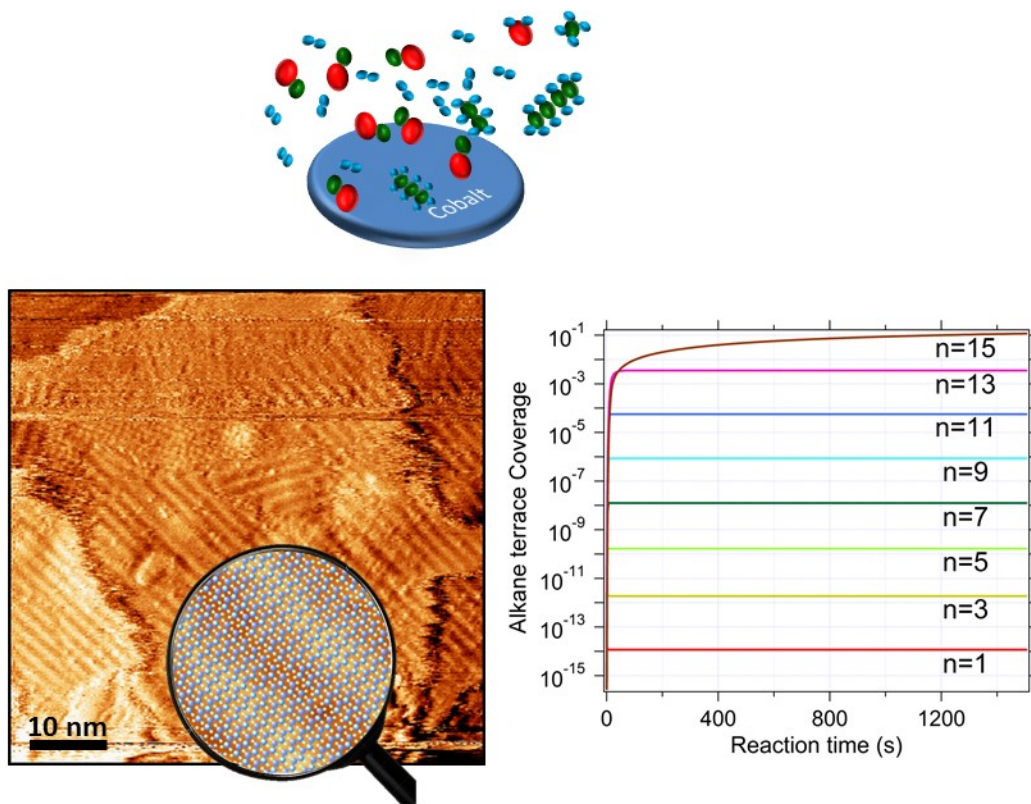 Cobalt
10 nm
Alkane terrace Coverage
10^-1
10^-3
10^-5
10^-7
10^-9
10^-11
10^-13
10^-15
n=15
n=13
n=11
n=9
n=7
n=5
n=3
n=1
0 400 800 1200
Reaction time (s)